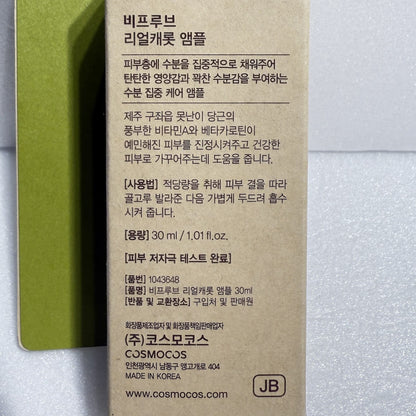 비프루브
리얼캐롯 앰플
피부층에 수분을 집중적으로 채워주어
탄탄한 영양감과 꽉찬 수분감을 부여하는
수분 집중 케어 앰플
제주 구좌읍 못난이 당근의
풍부한 비타민A와 베타카로틴이
예민해진 피부를 진정시켜주고 건강한
피부로 가꾸어주는데 도움을 줍니다.
[사용법] 적당량을 취해 피부 결을 따라
골고루 발라준 다음 가볍게 두드려 흡수
시켜 줍니다.
[용량] 30 ml / 1.01 fl.oz.
[피부 저자극 테스트 완료]
[품번] 1043648
[품명] 비프루브 리얼캐롯 앰플 30ml
[반품 및 교환장소] 구입처 및 판매원
화장품제조업자 및 화장품책임판매업자
(주)코스모코스
COSMOCOS
인천광역시 남동구 앵고개로 404
MADE IN KOREA
www.cosmocos.com
JB